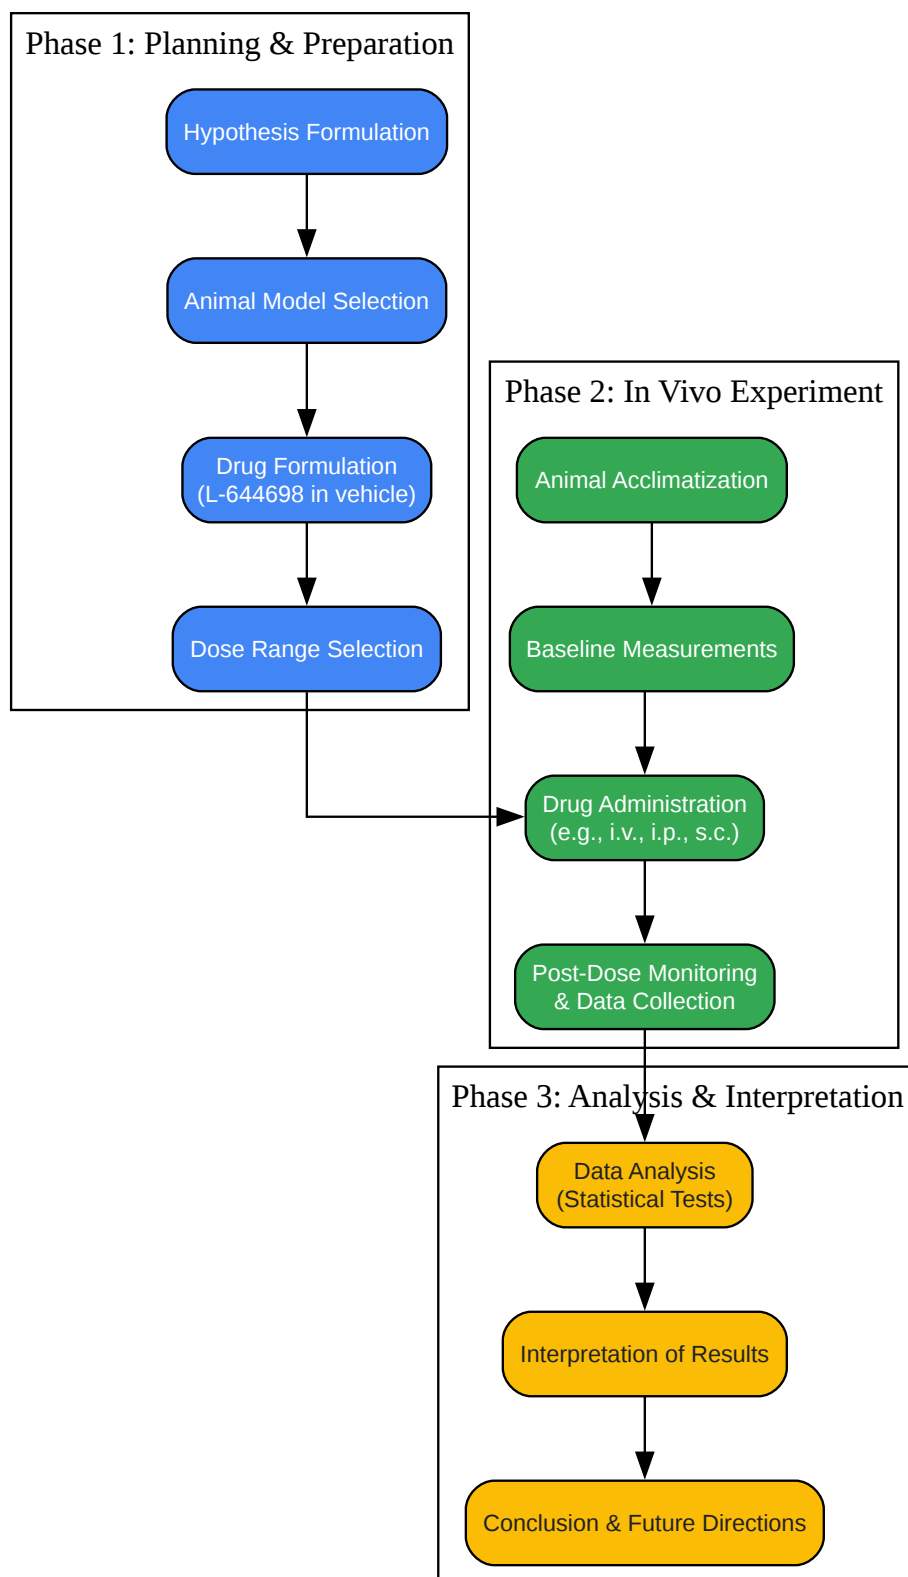 Phase 1: Planning & Preparation
Hypothesis Formulation
Animal Model Selection
Drug Formulation
(L-644698 in vehicle)
Dose Range Selection
Phase 2: In Vivo Experiment
Animal Acclimatization
Baseline Measurements
Drug Administration
(e.g., i.v., i.p., s.c.)
Post-Dose Monitoring
& Data Collection
Phase 3: Analysis & Interpretation
Data Analysis
(Statistical Tests)
Interpretation of Results
Conclusion & Future Directions